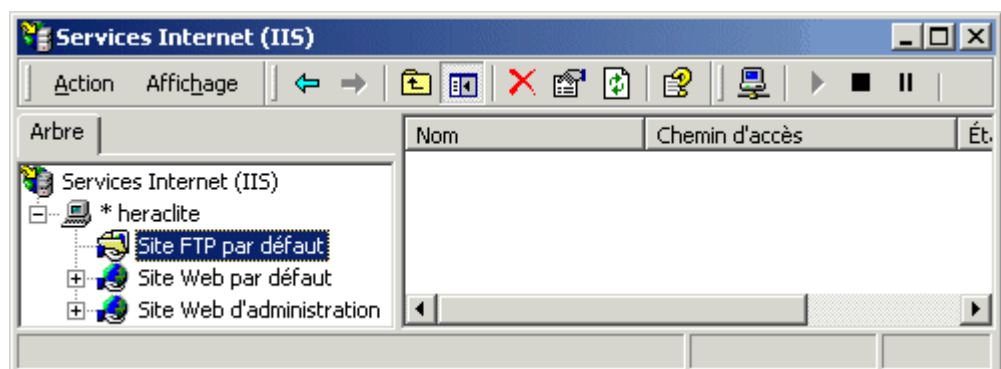 Services Internet (IIS)
Action Affichage
Arbre
Nom Chemin d'accès Ét
Services Internet (IIS)
* heraclite
Site FTP par défaut
Site Web par défaut
Site Web d'administration